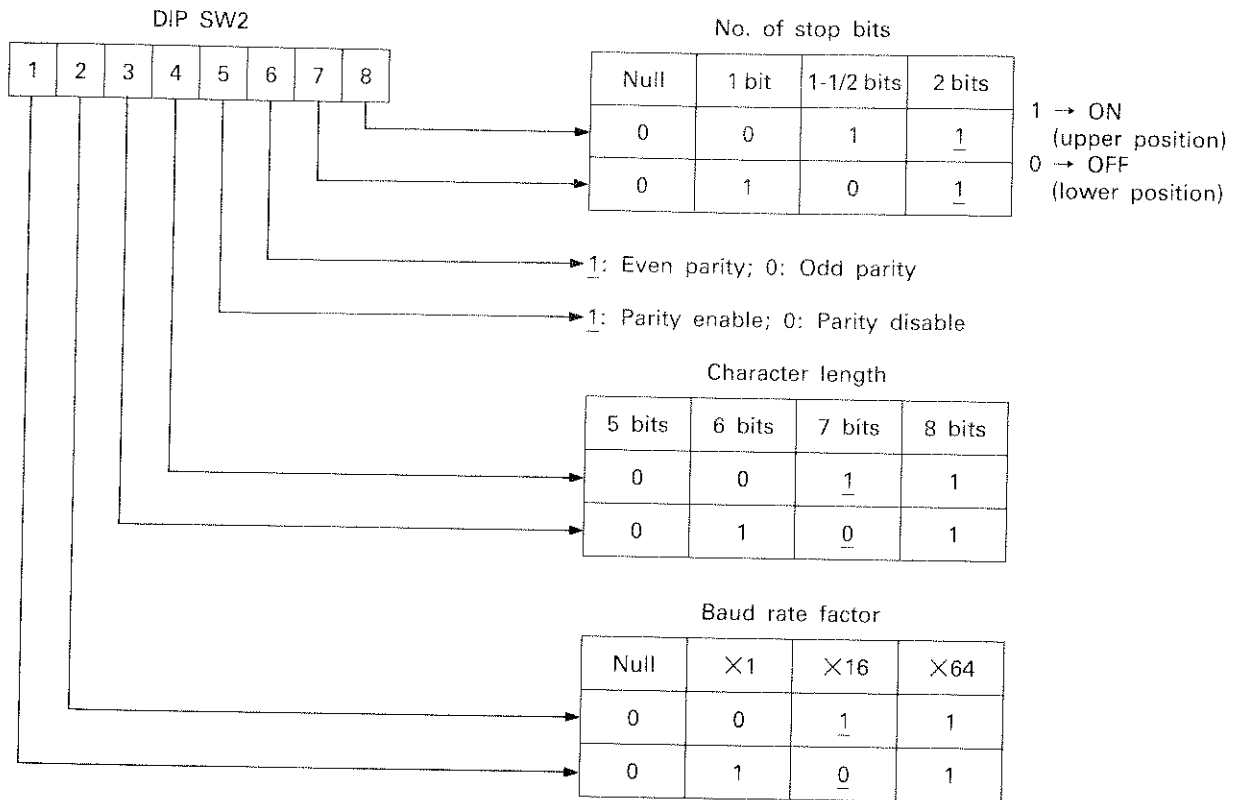 DIP SW2
1 2 3 4 5 6 7 8
No. of stop bits
Null 1 bit 1-1/2 bits 2 bits
0 0 1 1
0 1 0 1
1 → ON
(upper position)
0 → OFF
(lower position)
1: Even parity; 0: Odd parity
1: Parity enable; 0: Parity disable
Character length
5 bits 6 bits 7 bits 8 bits
0 0 1 1
0 1 0 1
Baud rate factor
Null ×1 ×16 ×64
0 0 1 1
0 1 0 1